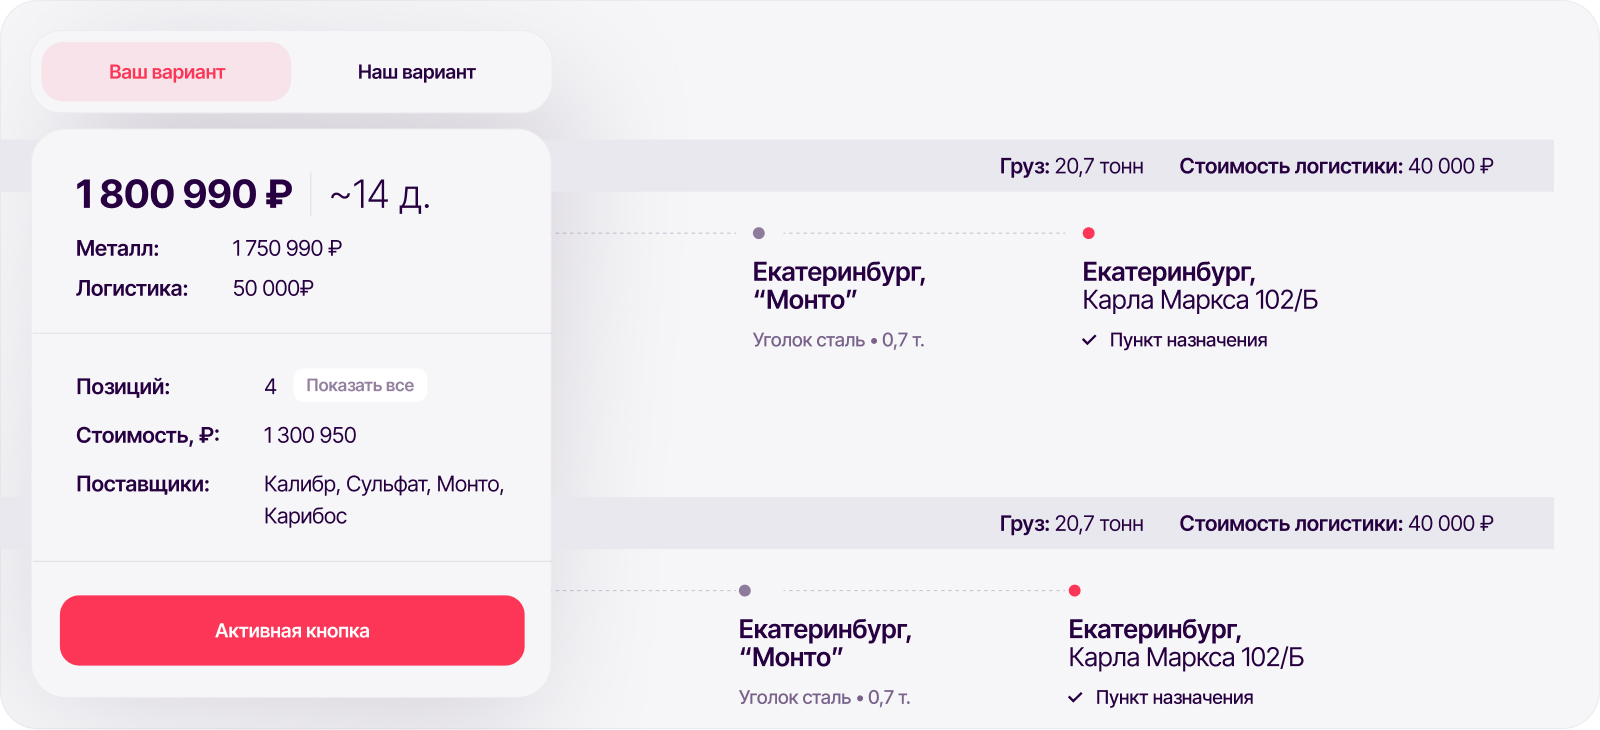 Ваш вариант
Наш вариант
1 800 990 ₽
~14 д.
Металл: 1 750 990 ₽
Логистика: 50 000₽
Позиций: 4 Показать все
Стоимость, ₽: 1 300 950
Поставщики: Калибр, Сульфат, Монто,
Карибос
Активная кнопка
Груз: 20,7 тонн Стоимость логистики: 40 000 ₽
Екатеринбург,
“Монто”
Уголок сталь • 0,7 т.
Екатеринбург,
Карла Маркса 102/Б
Пункт назначения
Груз: 20,7 тонн Стоимость логистики: 40 000 ₽
Екатеринбург,
“Монто”
Уголок сталь • 0,7 т.
Екатеринбург,
Карла Маркса 102/Б
Пункт назначения